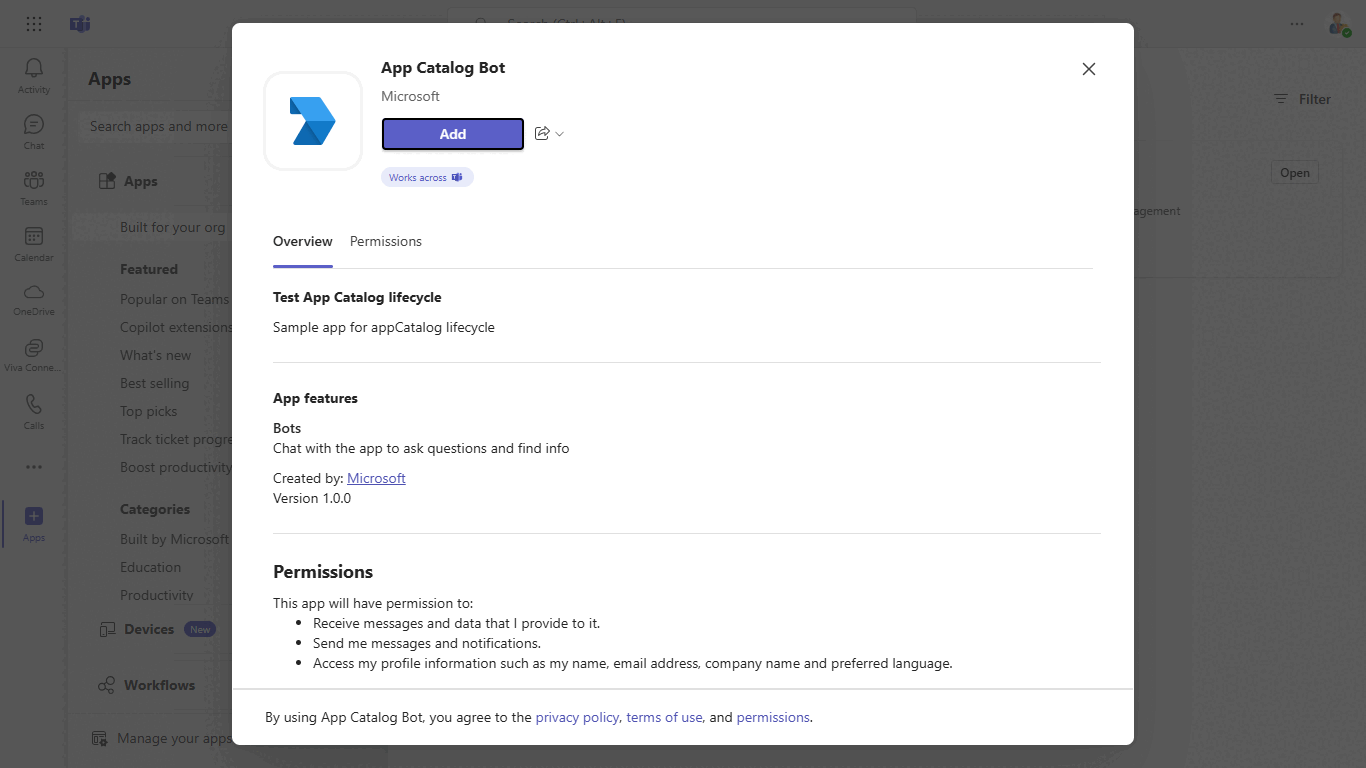 Search (Ctrl+Alt+E)
Activity
Chat
Teams
Calendar
OneDrive
Viva Conne...
Calls
Apps
Apps
Search apps and more
Apps
Built for your org
Featured
Popular on Teams
Copilot extensions
What's new
Best selling
Top picks
Track ticket progre
Boost productivity
Categories
Built by Microsoft
Education
Productivity
Devices New
Workflows
Manage your apps
App Catalog Bot
Microsoft
Add
Works across
Overview Permissions
Test App Catalog lifecycle
Sample app for appCatalog lifecycle
App features
Bots
Chat with the app to ask questions and find info
Created by: Microsoft
Version 1.0.0
Permissions
This app will have permission to:
• Receive messages and data that I provide to it.
• Send me messages and notifications.
• Access my profile information such as my name, email address, company name and preferred language.
By using App Catalog Bot, you agree to the privacy policy, terms of use, and permissions.
Filter
Open
agement